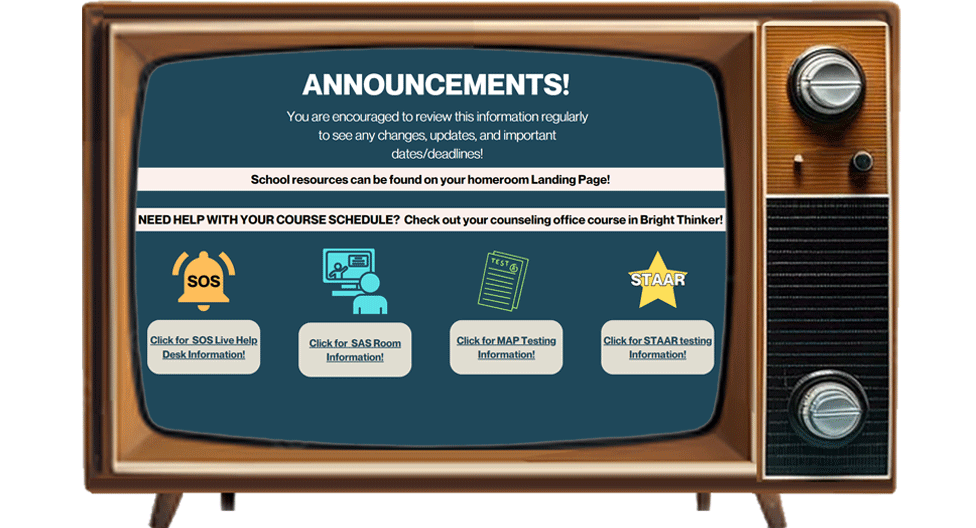 ANNOUNCEMENTS!
You are encouraged to review this information regularly
to see any changes, updates, and important
dates/deadlines!
School resources can be found on your homeroom Landing Page!
NEED HELP WITH YOUR COURSE SCHEDULE? Check out your counseling office course in Bright Thinker!
SOS
TEST
STAAR
Click for SOS Live Help
Desk Information!
Click for SAS Room
Information!
Click for MAP Testing
Information!
Click for STAAR testing
Information!